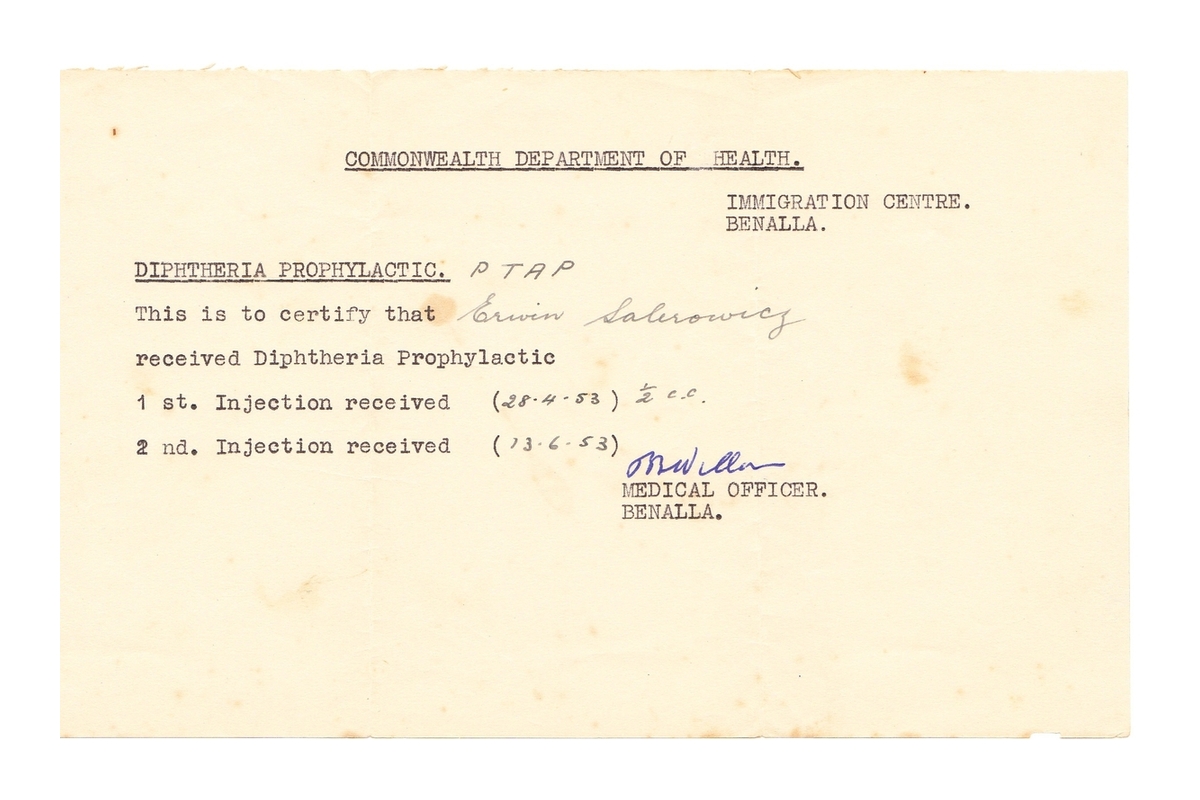 COMMONWEALTH DEPARTMENT OF HEALTH.
IMMIGRATION CENTRE.
BENALLA.
DIPHTHERIA PROPHYLACTIC. PTAP
This is to certify that Erwin Salerowicz
received Diphtheria Prophylactic
1 st. Injection received (28.4.53) ½ c.c.
2 nd. Injection received (13.6.53)
MEDICAL OFFICER.
BENALLA.